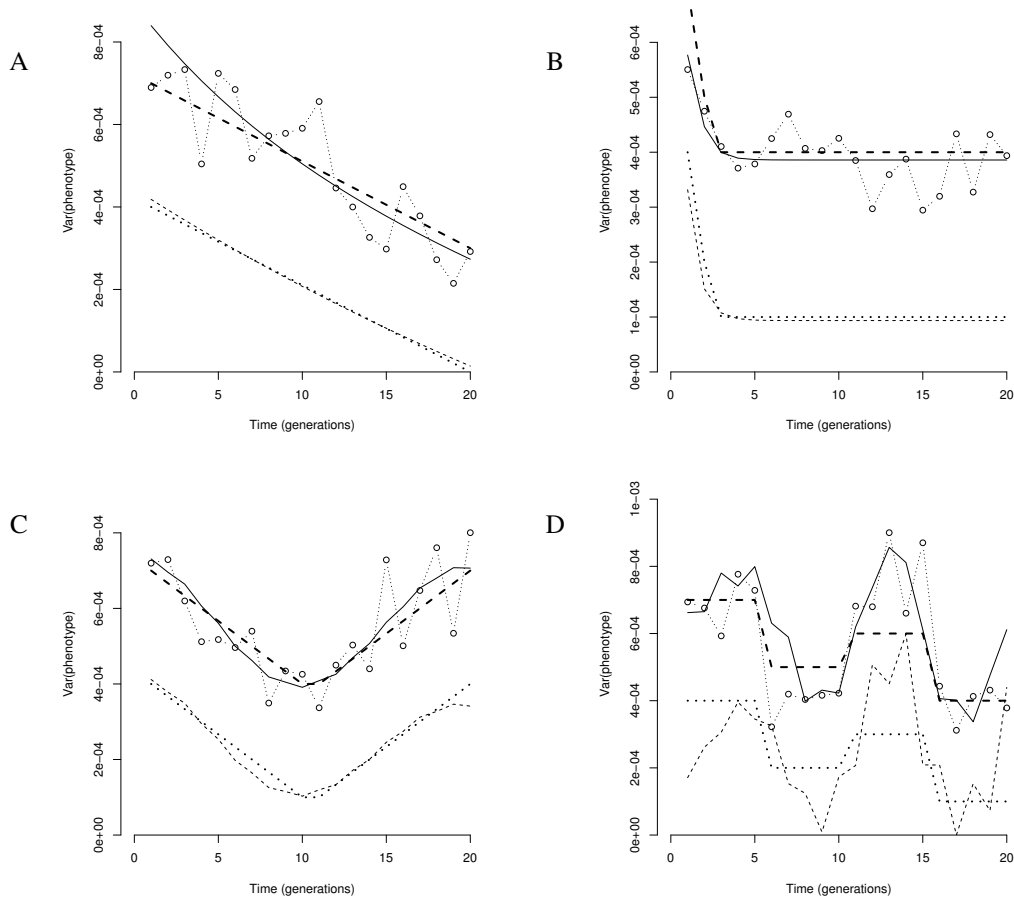 A
Var(phenotype)
0e+00 2e−04 4e−04 6e−04 8e−04
0 5 10 15 20
Time (generations)
B
Var(phenotype)
0e+00 1e−04 2e−04 3e−04 4e−04 5e−04 6e−04
0 5 10 15 20
Time (generations)
C
Var(phenotype)
0e+00 2e−04 4e−04 6e−04 8e−04
0 5 10 15 20
Time (generations)
D
Var(phenotype)
0e+00 2e−04 4e−04 6e−04 8e−04 1e−03
0 5 10 15 20
Time (generations)